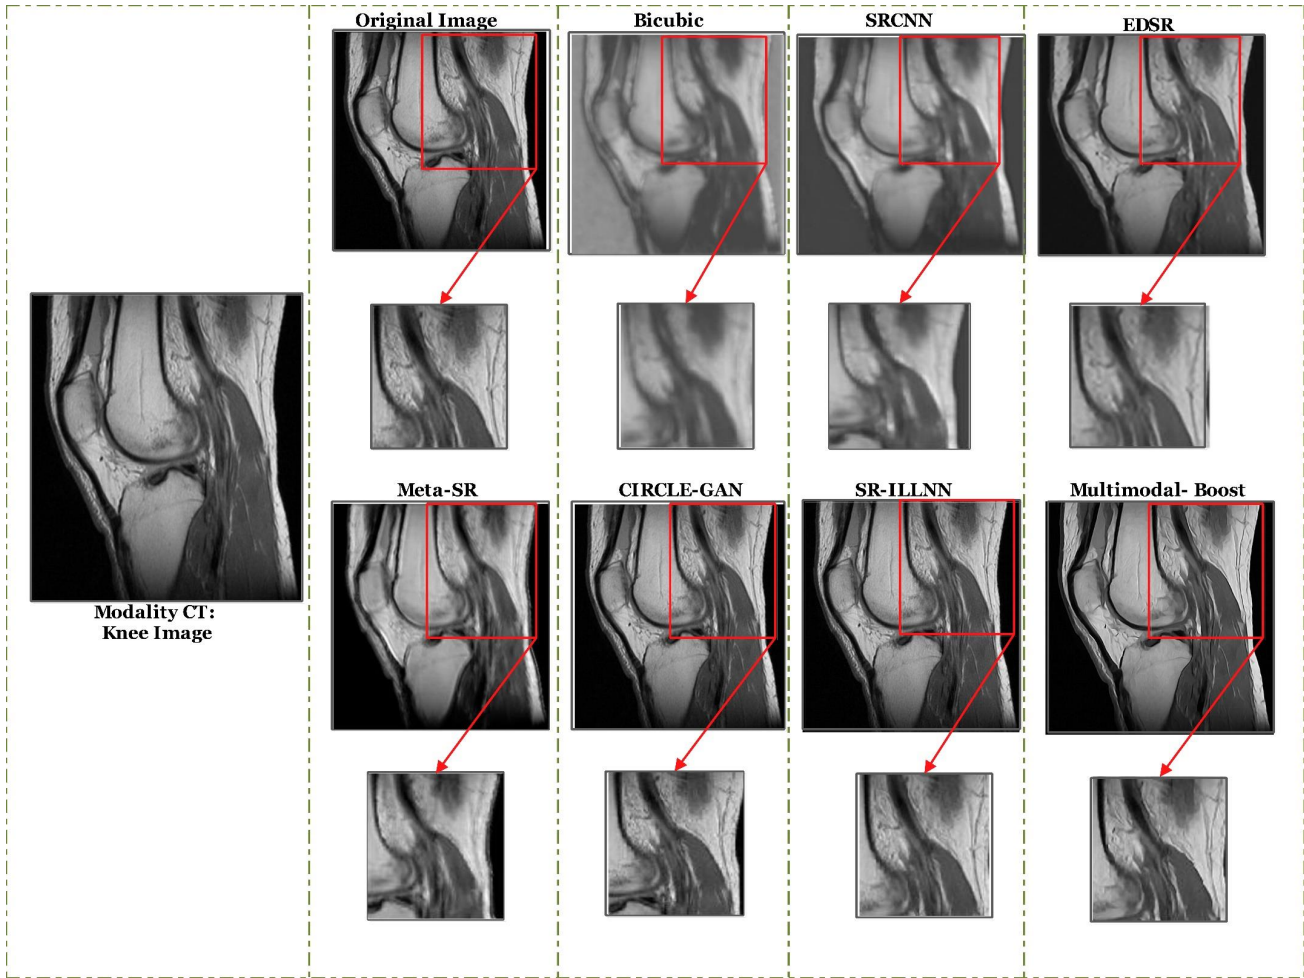 Original Image
Bicubic
SRCNN
EDSR
Meta-SR
CIRCLE-GAN
SR-ILLNN
Multimodal- Boost
Modality CT:
Knee Image